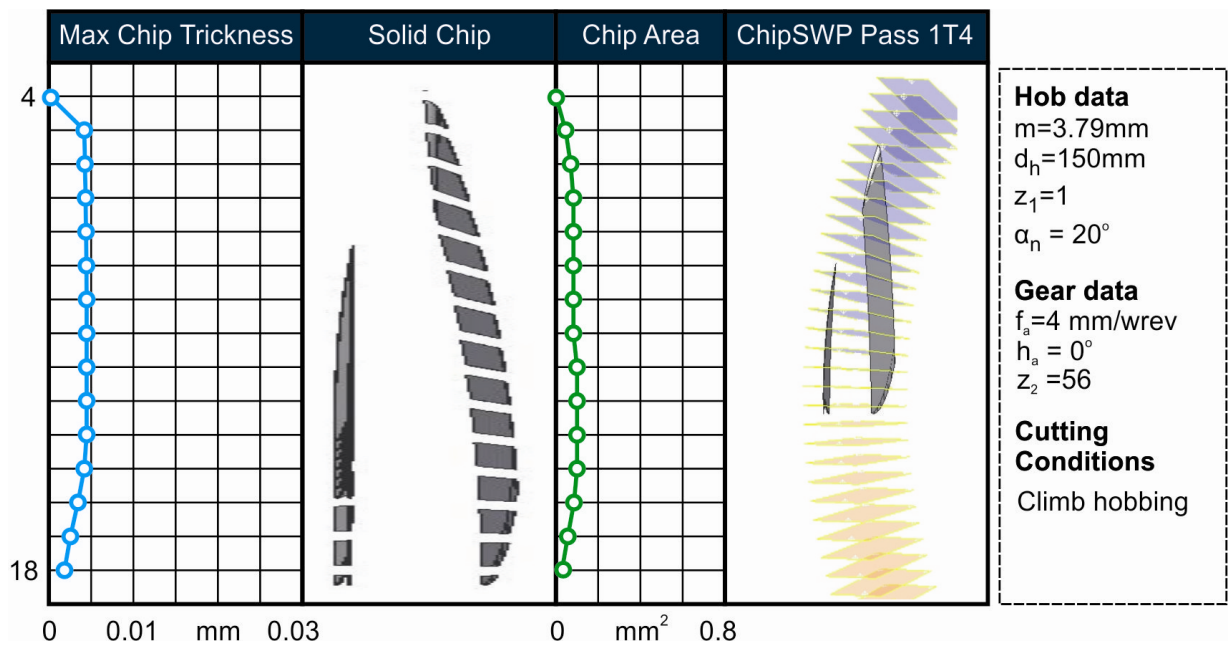 Max Chip Trickness
Solid Chip
Chip Area
ChipSWP Pass 1T4
4
18
0 0.01 mm 0.03
0 mm² 0.8
Hob data
m=3.79mm
dₕ=150mm
z₁=1
αₙ = 20°
Gear data
fₐ=4 mm/wrev
hₐ = 0°
z₂ =56
Cutting
Conditions
Climb hobbing